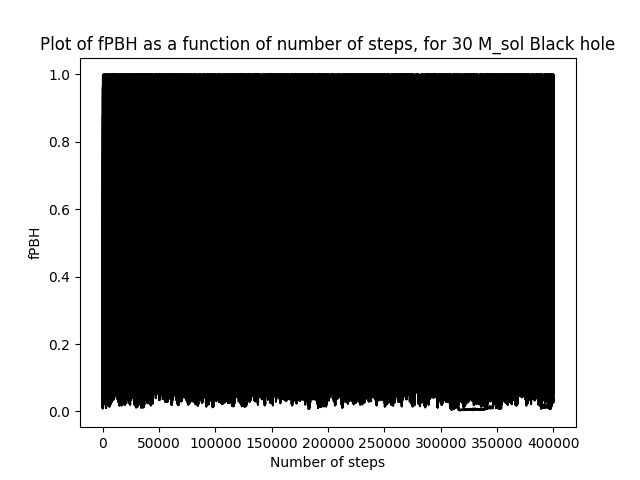 Plot of fPBH as a function of number of steps, for 30 M_sol Black hole
1.0
0.8
0.6
0.4
0.2
0.0
fPBH
0 50000 100000 150000 200000 250000 300000 350000 400000
Number of steps